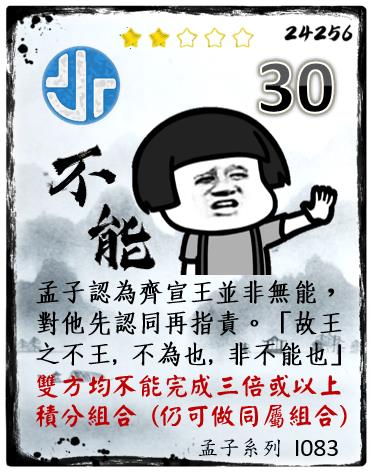 24256
30
不能
孟子認為齊宣王並非無能，
對他先認同再指責。「故王
之不王, 不為也, 非不能也」
雙方均不能完成三倍或以上
積分組合 (仍可做同屬組合)
孟子系列 I083